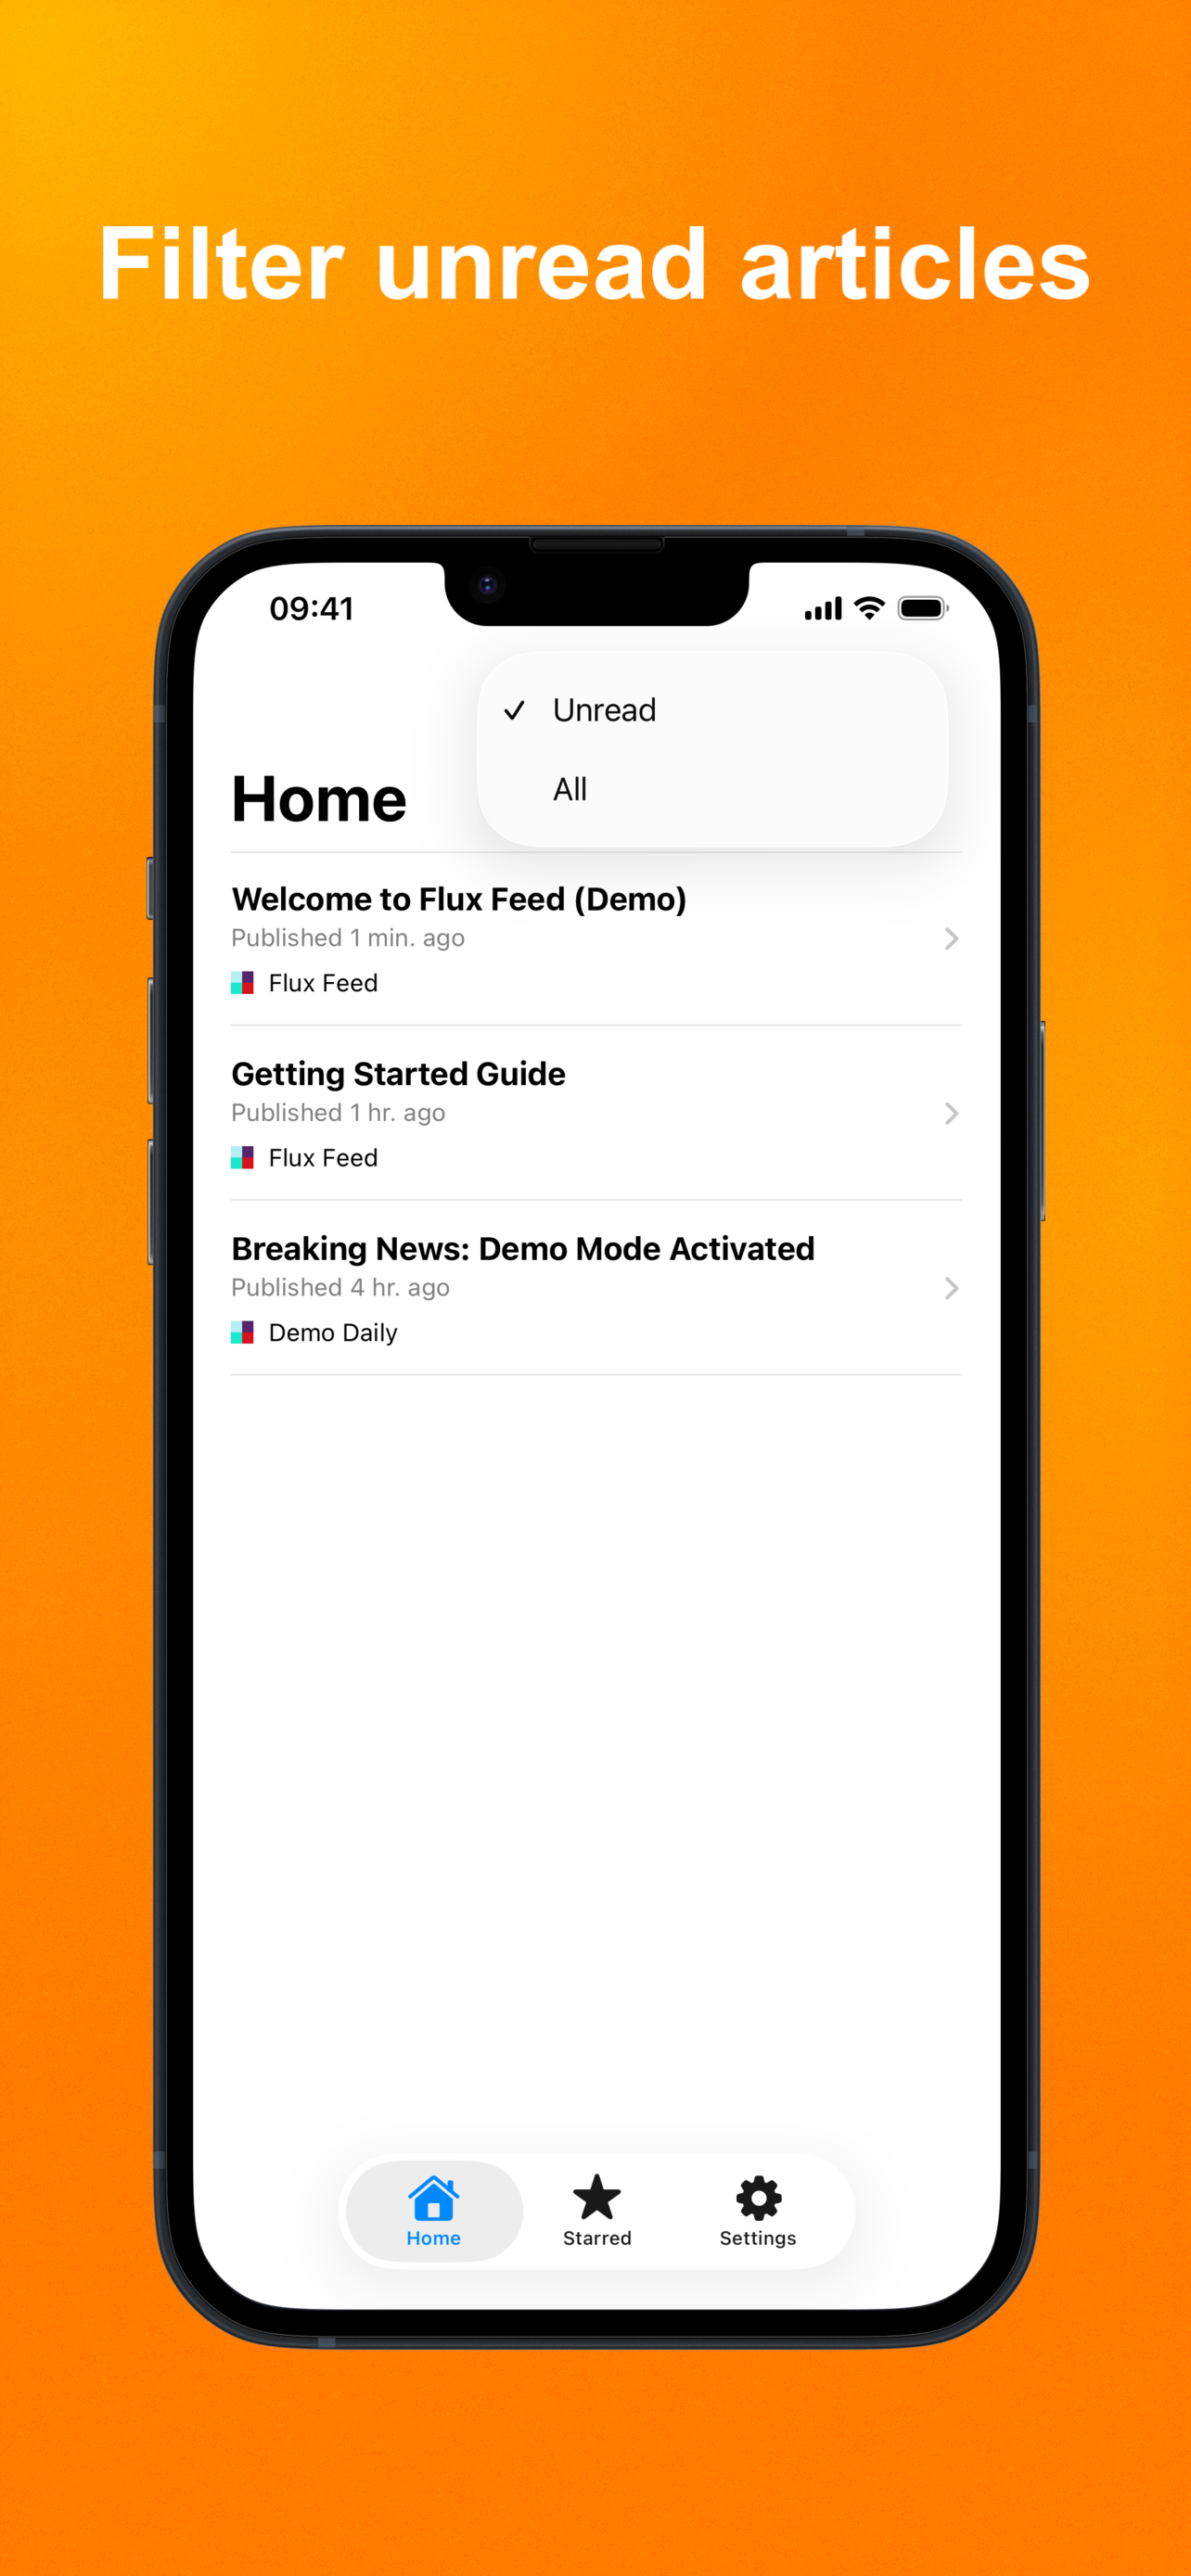 Filter unread articles
09:41
Unread
All
Home
Welcome to Flux Feed (Demo)
Published 1 min. ago
Flux Feed
Getting Started Guide
Published 1 hr. ago
Flux Feed
Breaking News: Demo Mode Activated
Published 4 hr. ago
Demo Daily
Home
Starred
Settings